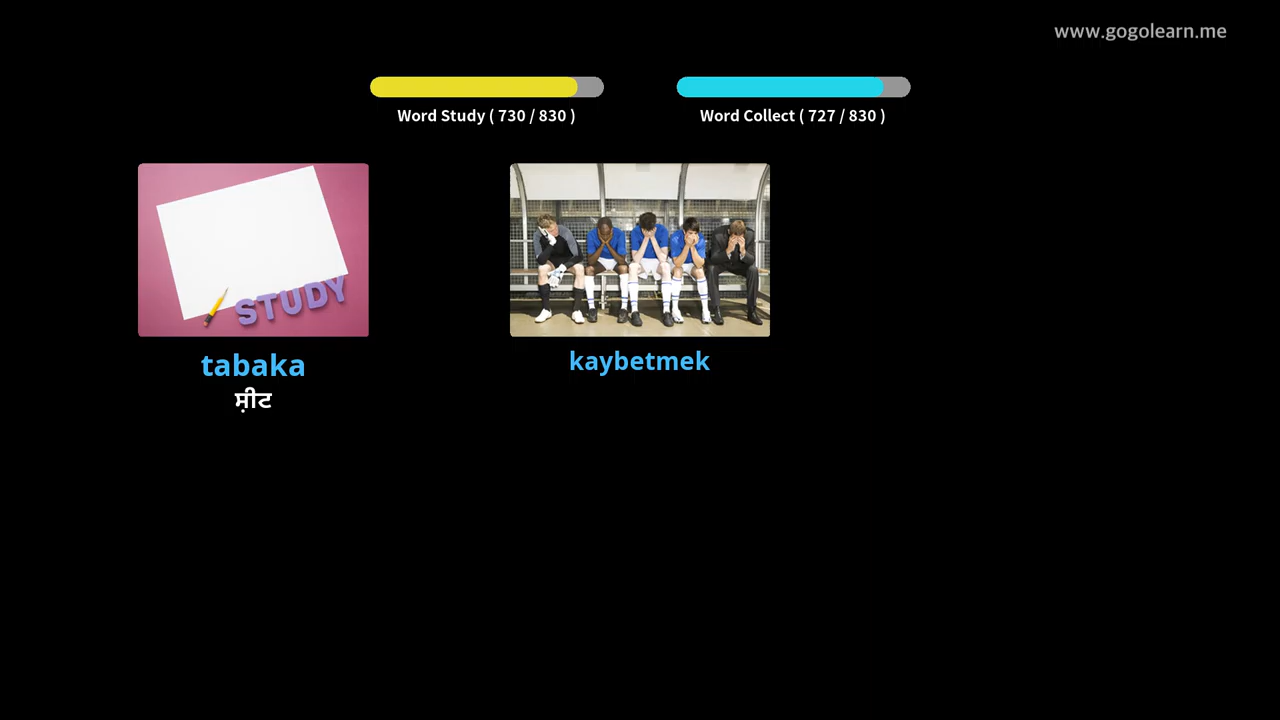 www.gogolearn.me
Word Study ( 730 / 830 )
Word Collect ( 727 / 830 )
STUDY
tabaka
ਸ਼ੀਟ
kaybetmek